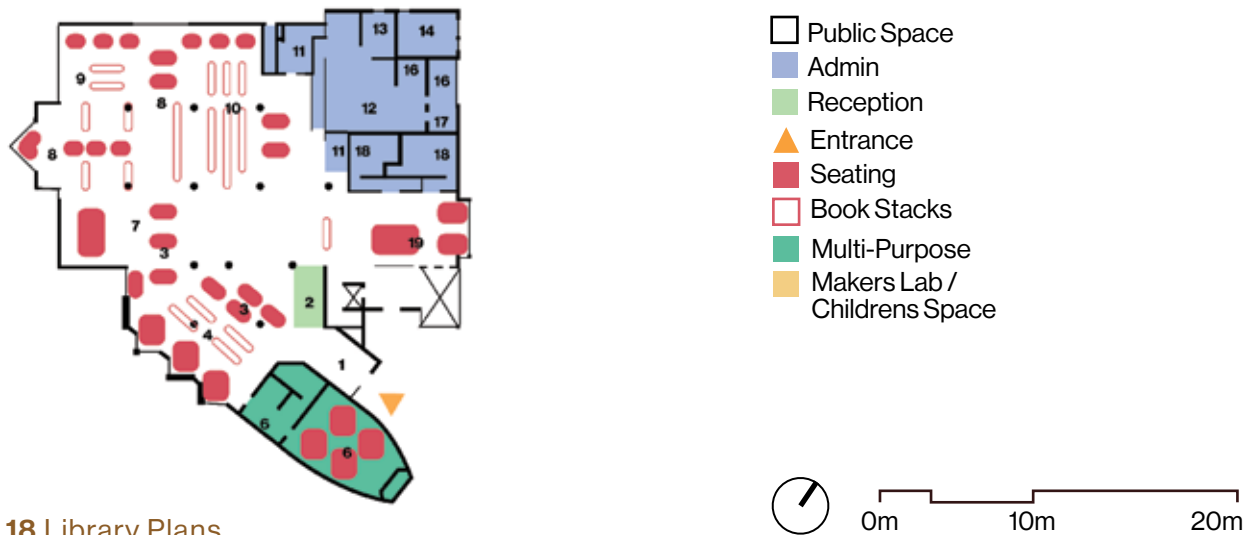 13
14
11
16
16
9
8
10
12
17
8
11
18
18
7
3
19
2
3
4
1
6
6
18 Library Plans
Public Space
Admin
Reception
Entrance
Seating
Book Stacks
Multi-Purpose
Makers Lab /
Childrens Space
0m
10m
20m